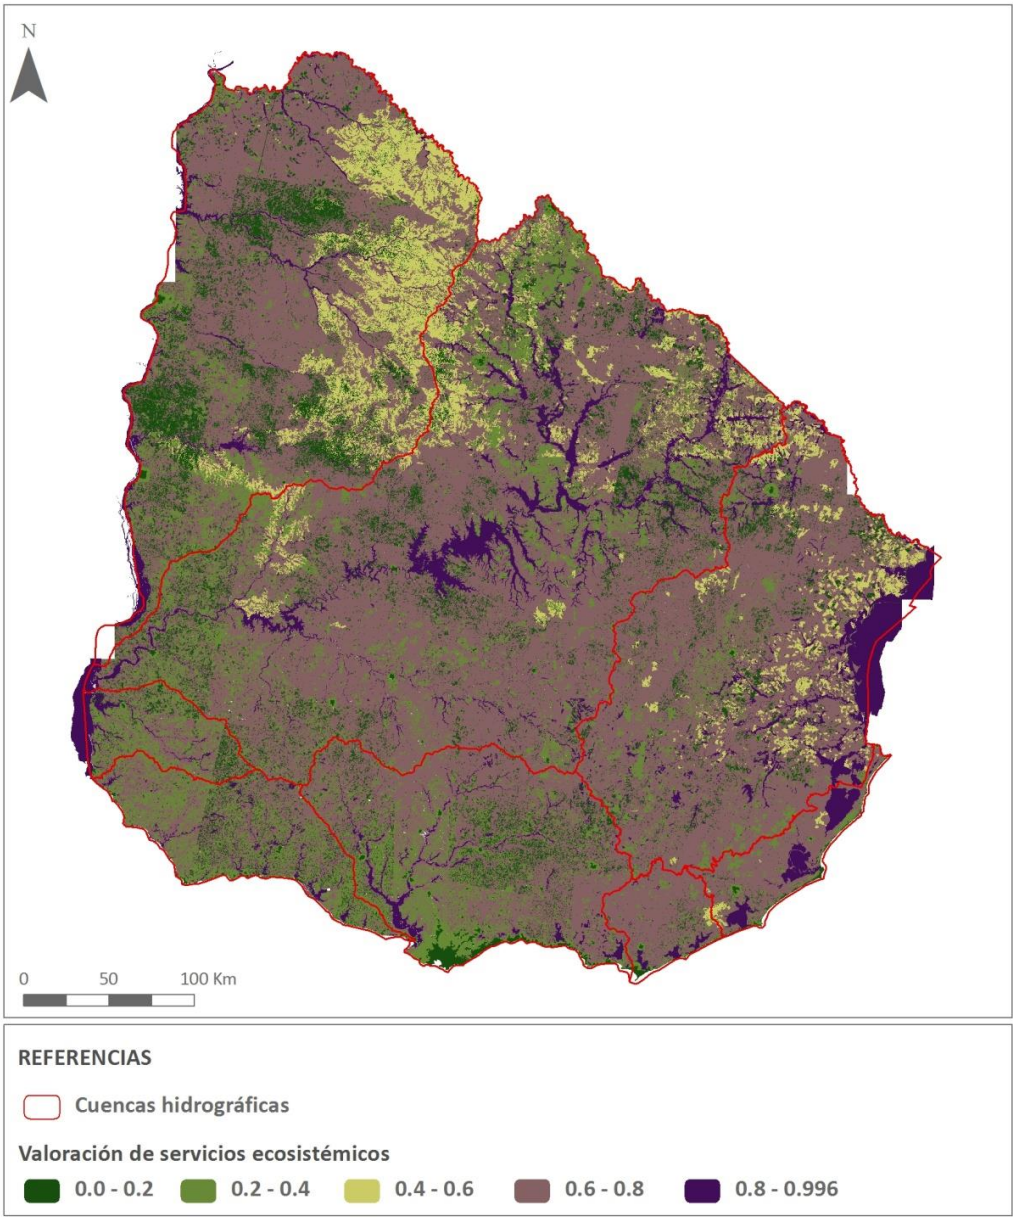 N
0 50 100 Km
REFERENCIAS
Cuencas hidrográficas
Valoración de servicios ecosistémicos
0.0 - 0.2 0.2 - 0.4 0.4 - 0.6 0.6 - 0.8 0.8 - 0.996